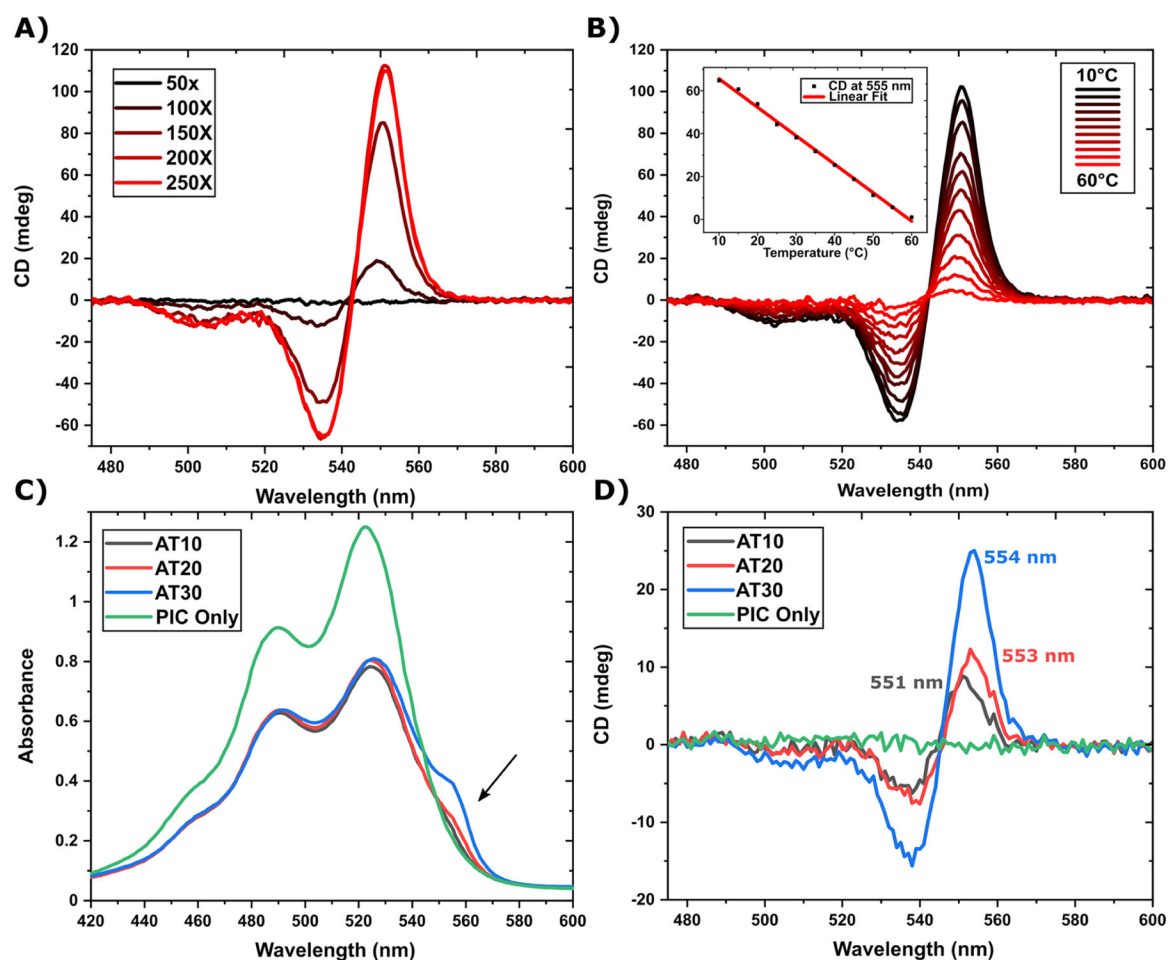 A)
120
100
80
60
40
20
0
-20
-40
-60
CD (mdeg)
50x
100X
150X
200X
250X
480 500 520 540 560 580 600
Wavelength (nm)
B)
120
100
80
60
40
20
0
-20
-40
-60
CD (mdeg)
60
40
20
0
CD at 555 nm
Linear Fit
10 20 30 40 50 60
Temperature (°C)
10°C
60°C
480 500 520 540 560 580 600
Wavelength (nm)
C)
1.2
1
0.8
0.6
0.4
0.2
0
Absorbance
AT10
AT20
AT30
PIC Only
420 440 460 480 500 520 540 560 580 600
Wavelength (nm)
D)
30
20
10
0
-10
-20
CD (mdeg)
AT10
AT20
AT30
PIC Only
554 nm
553 nm
551 nm
480 500 520 540 560 580 600
Wavelength (nm)